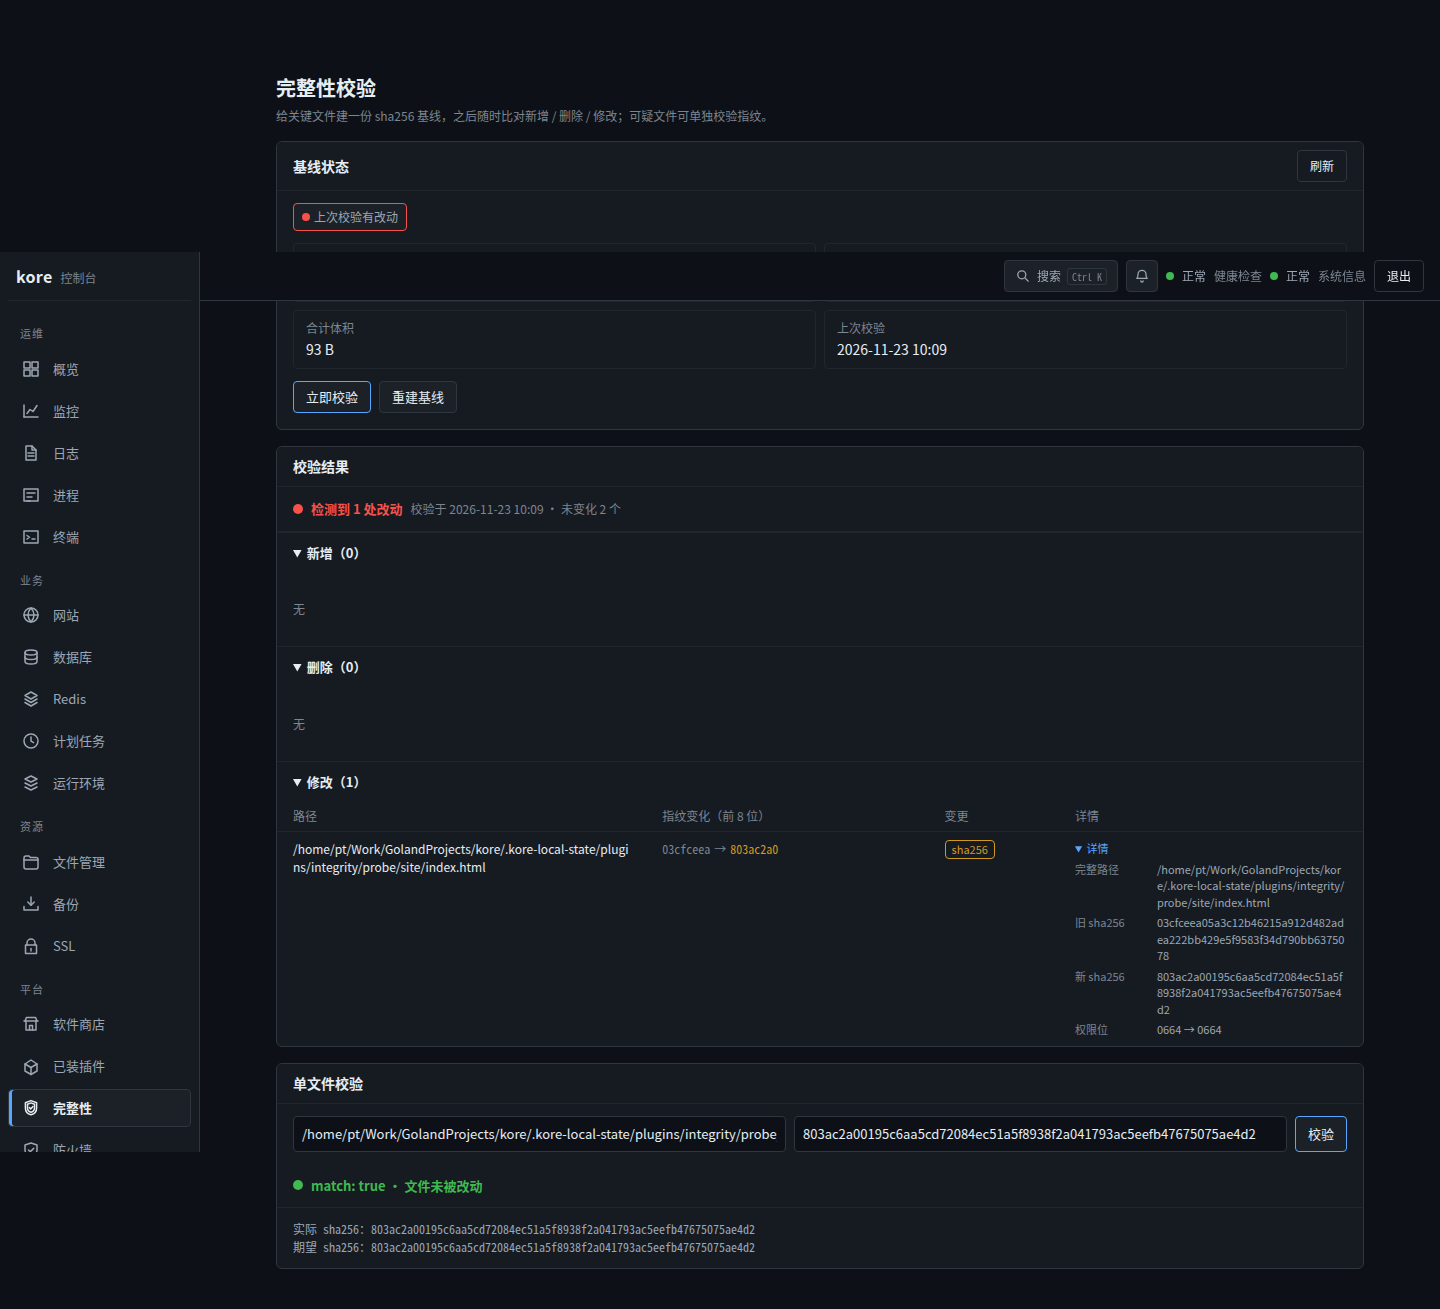 完整性校验
给关键文件建一份 sha256 基线，之后随时比对新增 / 删除 / 修改；可疑文件可单独校验指纹。
基线状态
刷新
上次校验有改动
kore 控制台
搜索 Ctrl K
正常 健康检查
正常 系统信息
退出
运维
概览
监控
日志
进程
终端
业务
网站
数据库
Redis
计划任务
运行环境
资源
文件管理
备份
SSL
平台
软件商店
已装插件
完整性
防火墙
合计体积
93 B
上次校验
2026-11-23 10:09
立即校验
重建基线
校验结果
检测到 1 处改动 校验于 2026-11-23 10:09 · 未变化 2 个
▼ 新增（0）
无
▼ 删除（0）
无
▼ 修改（1）
路径 指纹变化（前 8 位） 变更 详情
/home/pt/Work/GolandProjects/kore/.kore-local-state/plugi
ns/integrity/probe/site/index.html
03cfceea → 803ac2a0
sha256
▼ 详情
完整路径
/home/pt/Work/GolandProjects/kor
e/.kore-local-state/plugins/integrity/
probe/site/index.html
旧 sha256
03cfceea05a3c12b46215a912d482ad
ea222bb429e5f9583f34d790bb63750
78
新 sha256
803ac2a00195c6aa5cd72084ec51a5f
8938f2a041793ac5eefb47675075ae4
d2
权限位
0664 → 0664
单文件校验
/home/pt/Work/GolandProjects/kore/.kore-local-state/plugins/integrity/probe
803ac2a00195c6aa5cd72084ec51a5f8938f2a041793ac5eefb47675075ae4d2
校验
match: true · 文件未被改动
实际 sha256: 803ac2a00195c6aa5cd72084ec51a5f8938f2a041793ac5eefb47675075ae4d2
期望 sha256: 803ac2a00195c6aa5cd72084ec51a5f8938f2a041793ac5eefb47675075ae4d2